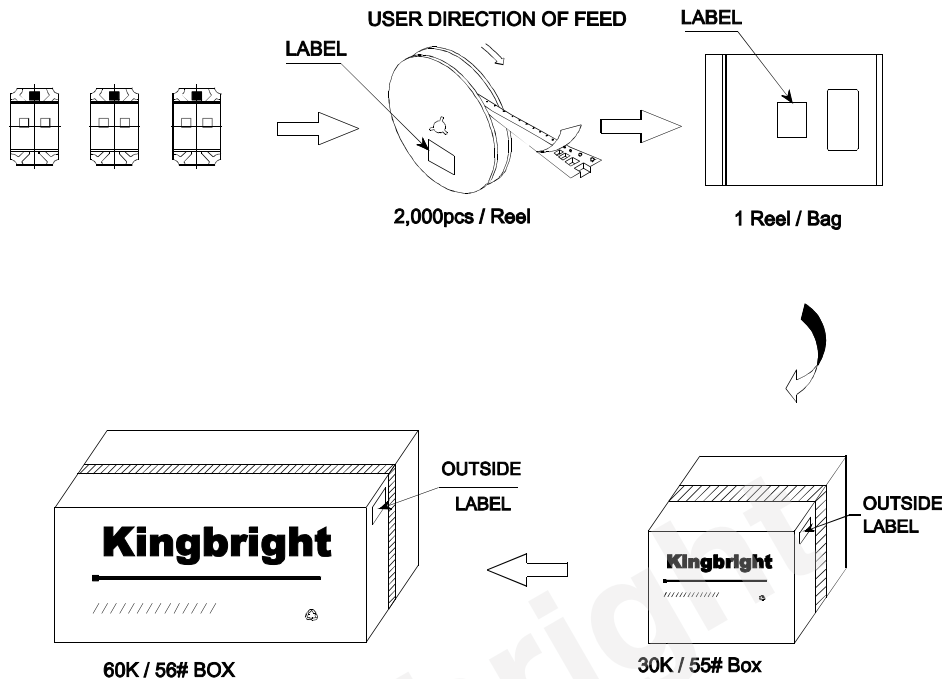 USER DIRECTION OF FEED
LABEL
LABEL
2,000pcs / Reel
1 Reel / Bag
OUTSIDE
LABEL
OUTSIDE
LABEL
Kingbright
Kingbright
60K / 56# BOX
30K / 55# Box
bright